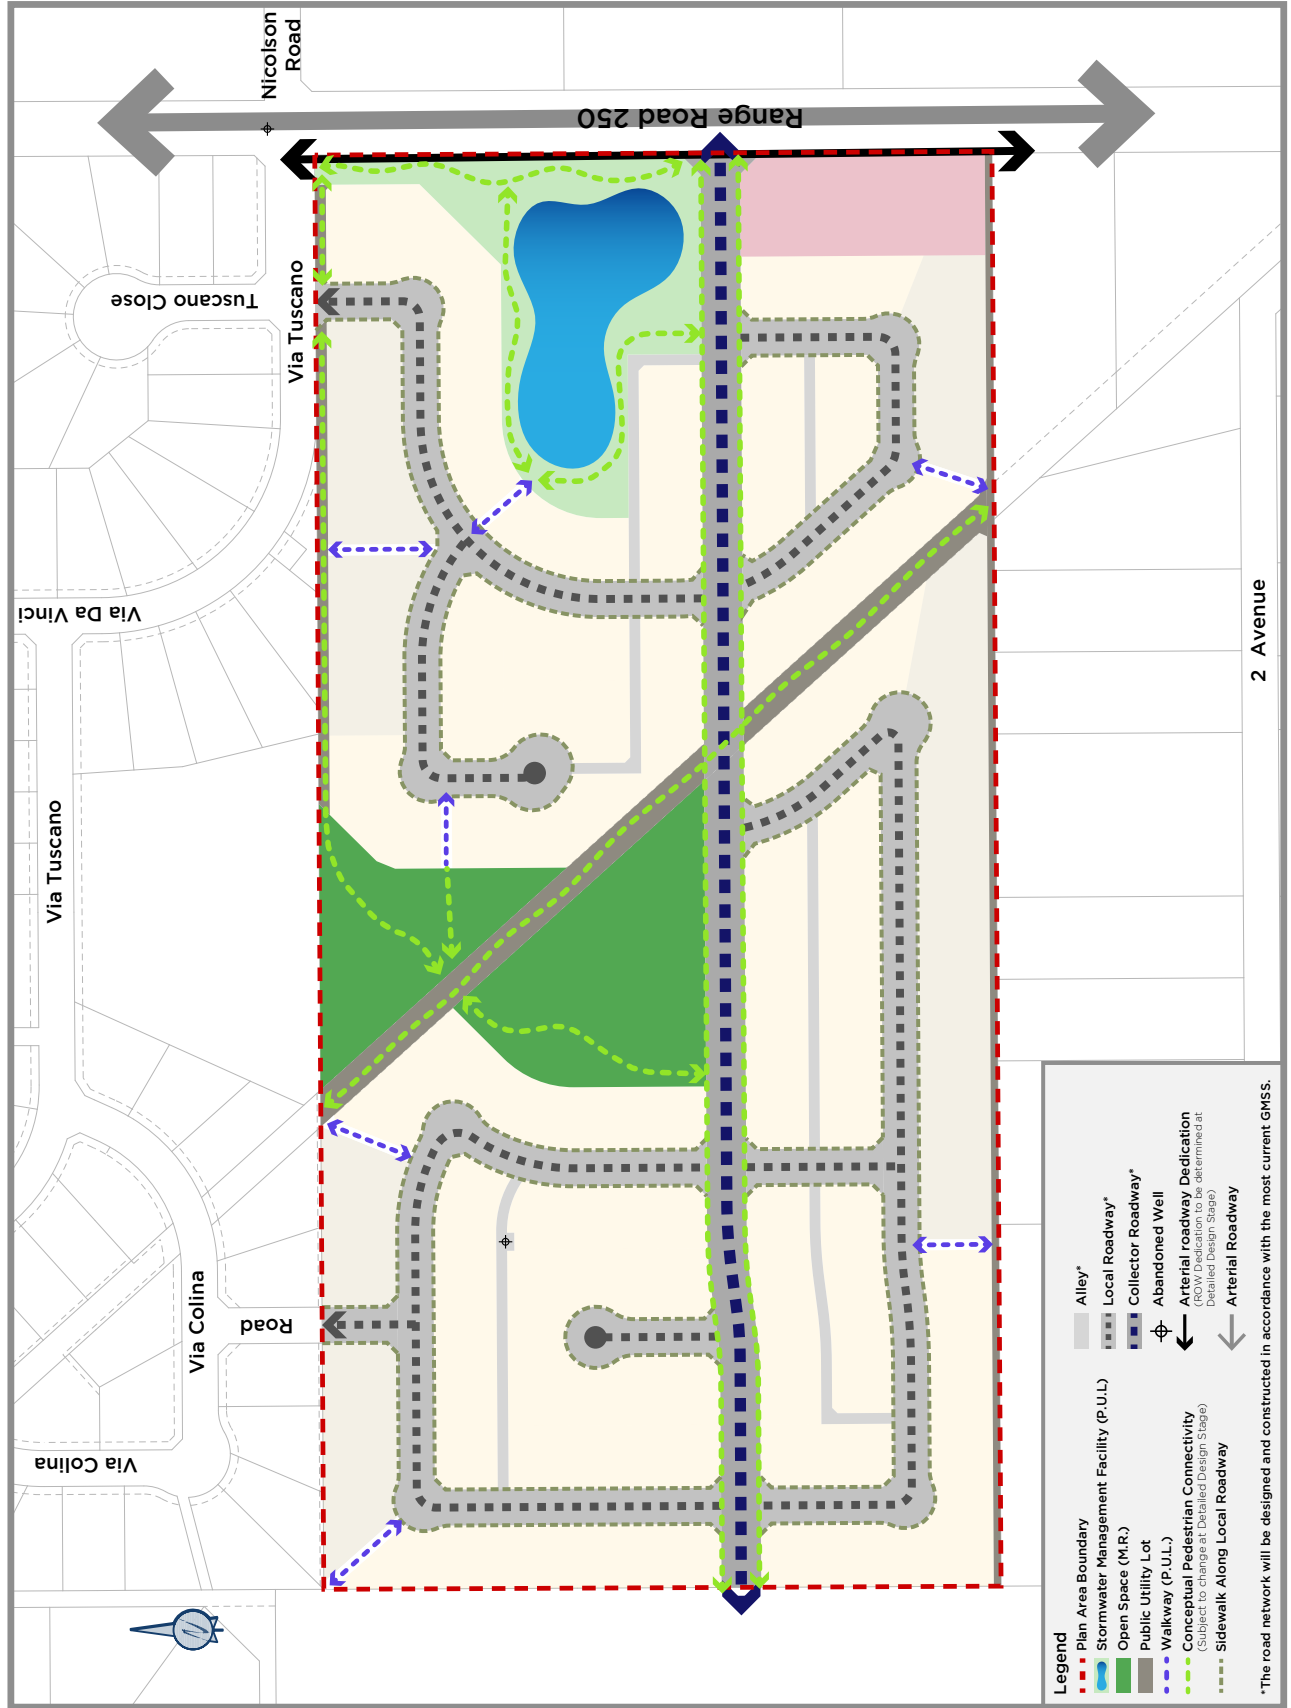 Nicolson
Road
Range Road 250
Tuscano Close
Via Tuscano
Via Da Vinci
2 Avenue
Via Tuscano
Via Colina
Road
Via Colina
N
Legend
Plan Area Boundary
Stormwater Management Facility (P.U.L)
Open Space (M.R.)
Public Utility Lot
Walkway (P.U.L.)
Conceptual Pedestrian Connectivity
(Subject to change at Detailed Design Stage)
Sidewalk Along Local Roadway
Alley*
Local Roadway*
Collector Roadway*
Abandoned Well
Arterial roadway Dedication
(ROW Dedication to be determined at
Detailed Design Stage)
Arterial Roadway
*The road network will be designed and constructed in accordance with the most current GMSS.